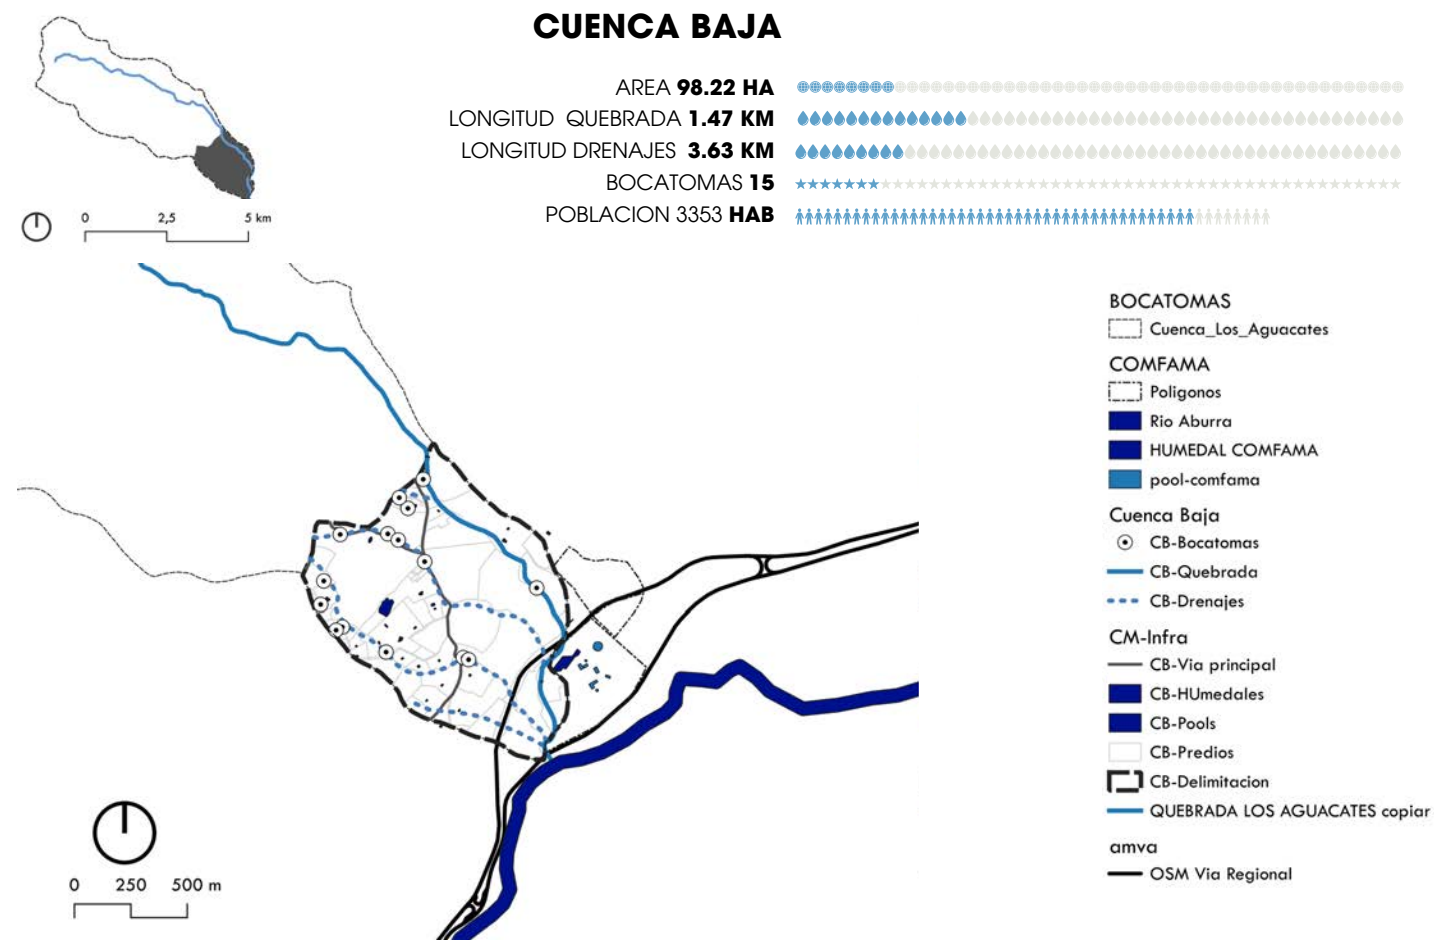 CUENCA BAJA
AREA 98.22 HA
LONGITUD QUEBRADA 1.47 KM
LONGITUD DRENAJES 3.63 KM
BOCATOMAS 15
POBLACION 3353 HAB
0 2,5 5 km
BOCATOMAS
Cuenca_Los_Aguacates
COMFAMA
Poligonos
Rio Aburra
HUMEDAL COMFAMA
pool-comfama
Cuenca Baja
CB-Bocatomas
CB-Quebrada
CB-Drenajes
CM-Infra
CB-Via principal
CB-HUmedales
CB-Pools
CB-Predios
CB-Delimitacion
QUEBRADA LOS AGUACATES copiar
amva
OSM Via Regional
0 250 500 m